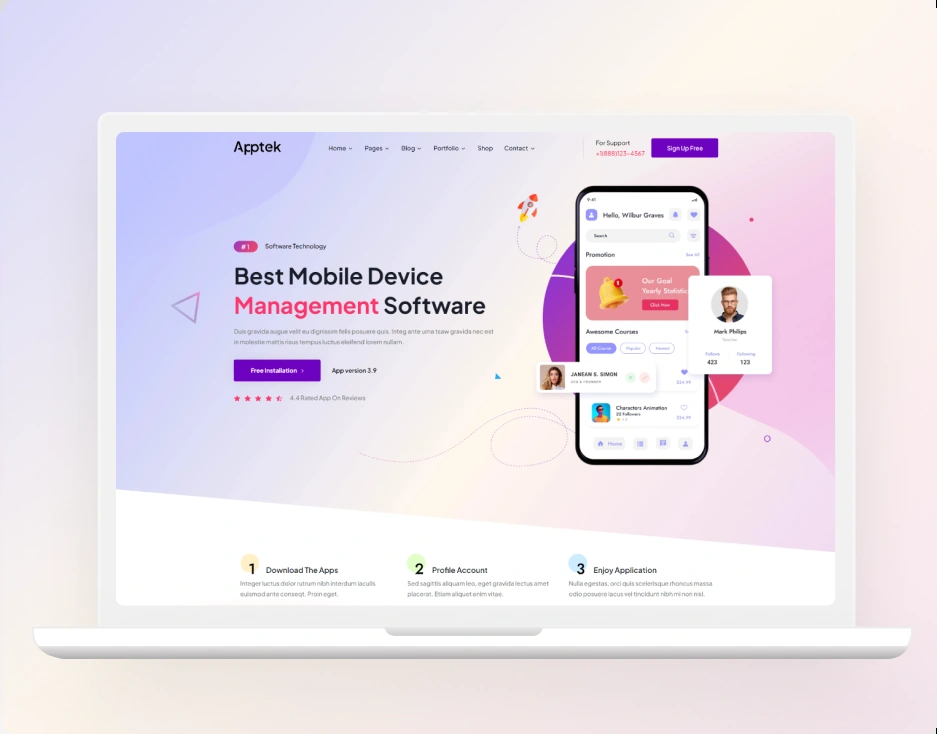 Apptek
Home
Pages
Blog
Portfolio
Shop
Contact
For Support
+1(888)123-4567
Sign Up Free
# 1
Software Technology
Best Mobile Device
Management Software
Duis gravida augue velit eu dignissim felis posuere quis. Integ ante urna tsaw gravida nec est
in molestie mattis risus tempus luctus eleifend lorem nullam.
Free Installation
App version 3.9
4.4 Rated App On Reviews
9:41
Hello, Wilbur Graves
Search
Promotion
See All
1
Our Goal
Yearly Statistic
Click Now
Awesome Courses
All Course
Popular
Newest
JANEAN S. SIMON
CEO & FOUNDER
$24.99
Characters Animation
22 Followers
$24.99
Home
Mark Philips
Teacher
Follows
Following
423
123
1
Download The Apps
Integer luctus dolor rutrum nibh interdum iaculis
euismod ante conseqt. Proin eget.
2
Profile Account
Sed sagittis aliquam leo, eget gravida luctus amet
placerat. Etiam aliquet enim vitae.
3
Enjoy Application
Nulla egestas, orci quis scelerisque rhoncus massa
odio posuere lacus vel tincidunt nibh mi non nisl.